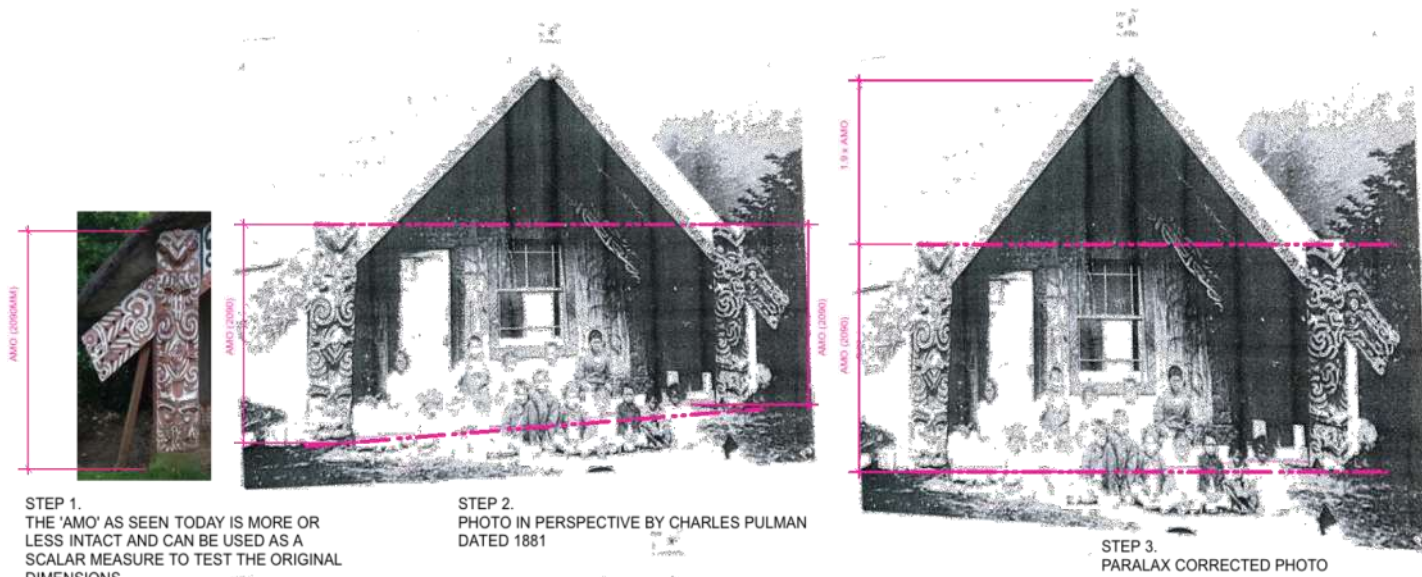 AMO (2090MM)
STEP 1.
THE 'AMO' AS SEEN TODAY IS MORE OR
LESS INTACT AND CAN BE USED AS A
SCALAR MEASURE TO TEST THE ORIGINAL
DIMENSIONS
AMO (2090)
AMO (2090)
STEP 2.
PHOTO IN PERSPECTIVE BY CHARLES PULMAN
DATED 1881
1.9 x AMO
AMO (2090)
STEP 3.
PARALAX CORRECTED PHOTO